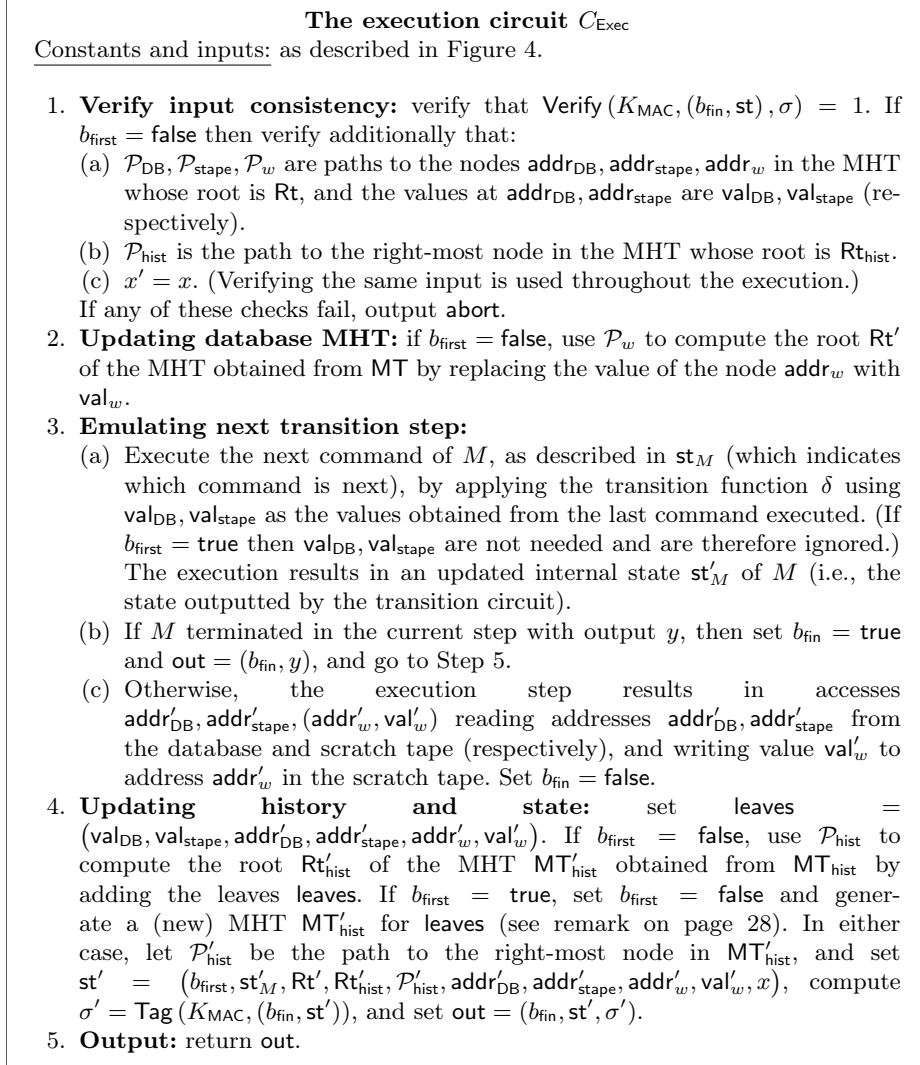 The execution circuit C_Exec
Constants and inputs: as described in Figure 4.
1. Verify input consistency: verify that Verify (K_MAC, (b_fin, st) , σ) = 1. If
b_first = false then verify additionally that:
(a) P_DB, P_stape, P_w are paths to the nodes addr_DB, addr_stape, addr_w in the MHT
whose root is Rt, and the values at addr_DB, addr_stape are val_DB, val_stape (re-
spectively).
(b) P_hist is the path to the right-most node in the MHT whose root is Rt_hist.
(c) x′ = x. (Verifying the same input is used throughout the execution.)
If any of these checks fail, output abort.
2. Updating database MHT: if b_first = false, use P_w to compute the root Rt′
of the MHT obtained from MT by replacing the value of the node addr_w with
val_w.
3. Emulating next transition step:
(a) Execute the next command of M, as described in st_M (which indicates
which command is next), by applying the transition function δ using
val_DB, val_stape as the values obtained from the last command executed. (If
b_first = true then val_DB, val_stape are not needed and are therefore ignored.)
The execution results in an updated internal state st′_M of M (i.e., the
state outputted by the transition circuit).
(b) If M terminated in the current step with output y, then set b_fin = true
and out = (b_fin, y), and go to Step 5.
(c) Otherwise, the execution step results in accesses
addr′_DB, addr′_stape, (addr′_w, val′_w) reading addresses addr′_DB, addr′_stape from
the database and scratch tape (respectively), and writing value val′_w to
address addr′_w in the scratch tape. Set b_fin = false.
4. Updating history and state: set leaves =
(val_DB, val_stape, addr′_DB, addr′_stape, addr′_w, val′_w). If b_first = false, use P_hist to
compute the root Rt′_hist of the MHT MT′_hist obtained from MT_hist by
adding the leaves leaves. If b_first = true, set b_first = false and gener-
ate a (new) MHT MT′_hist for leaves (see remark on page 28). In either
case, let P′_hist be the path to the right-most node in MT′_hist, and set
st′ = (b_first, st′_M, Rt′, Rt′_hist, P′_hist, addr′_DB, addr′_stape, addr′_w, val′_w, x), compute
σ′ = Tag (K_MAC, (b_fin, st′)), and set out = (b_fin, st′, σ′).
5. Output: return out.